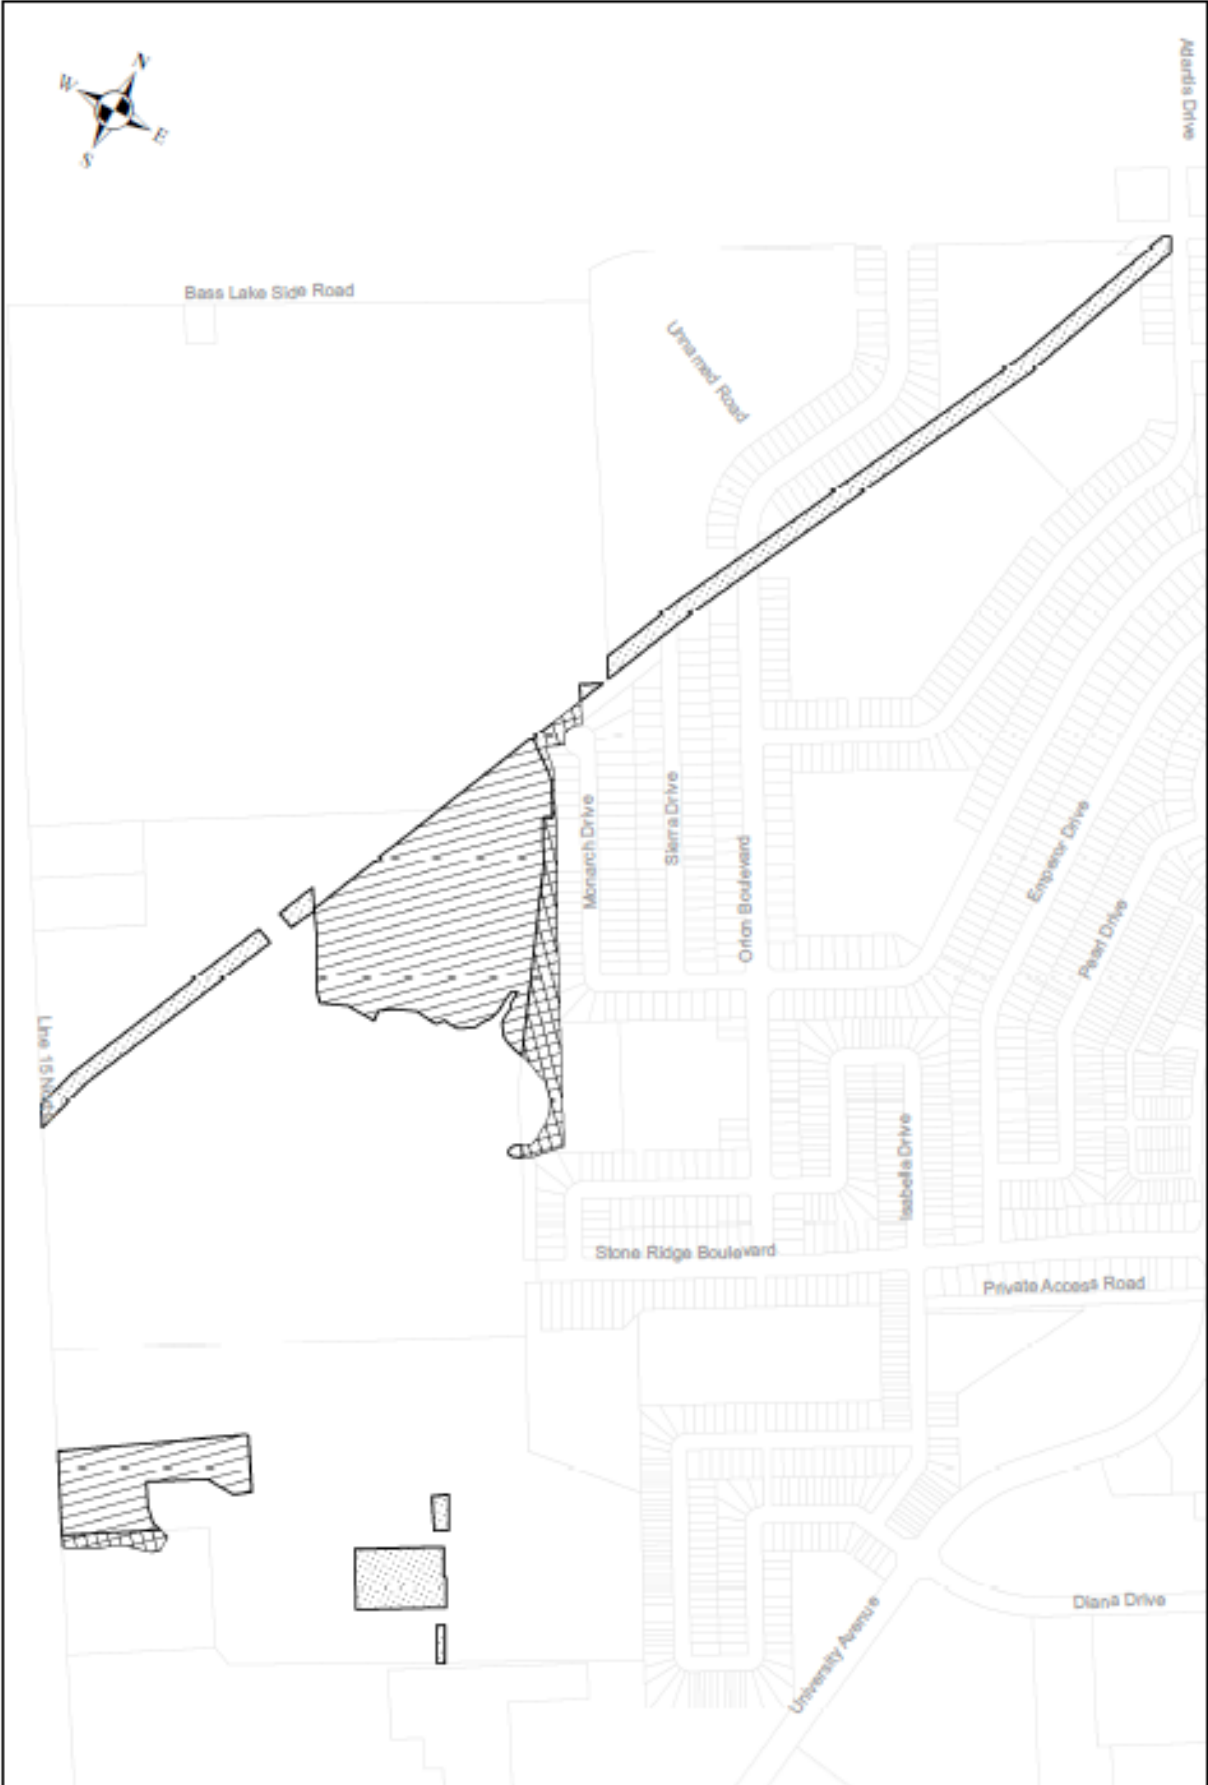 N
W
E
S
Atlantis Drive
Bass Lake Side Road
Unnamed Road
Monarch Drive
Sierra Drive
Orion Boulevard
Emperor Drive
Pearl Drive
Line 15 North
Isabella Drive
Stone Ridge Boulevard
Private Access Road
Diana Drive
University Avenue